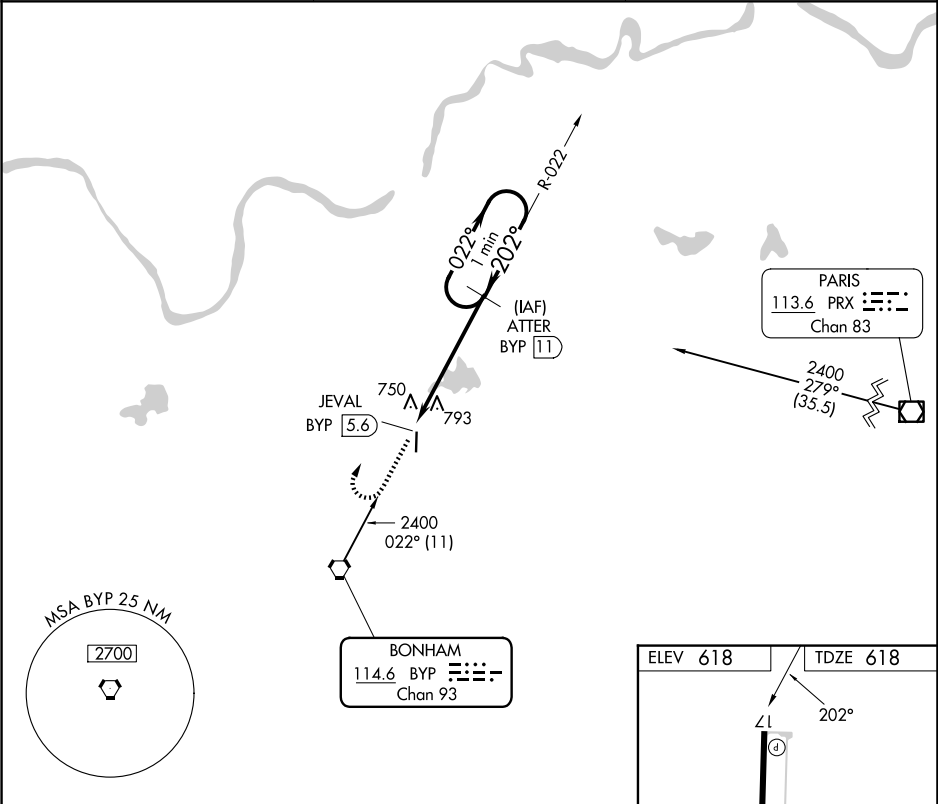 R-022
022°
1 min
202°
(IAF)
ATTER
BYP 11
PARIS
113.6 PRX
Chan 83
2400
279°
(35.5)
750
793
JEVAL
BYP 5.6
2400
022° (11)
MSA BYP 25 NM
2700
BONHAM
114.6 BYP
Chan 93
ELEV 618
TDZE 618
202°
17
P